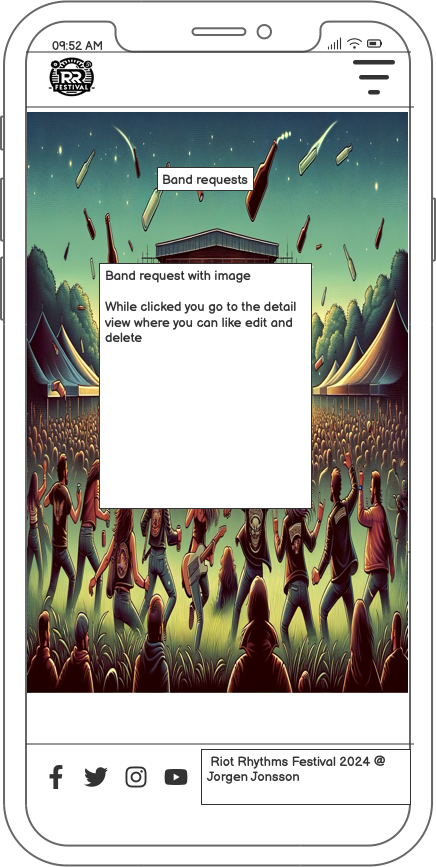 09:52 AM
RR
FESTIVAL
Band requests
Band request with image
While clicked you go to the detail
view where you can like edit and
delete
Riot Rhythms Festival 2024 @
Jorgen Jonsson